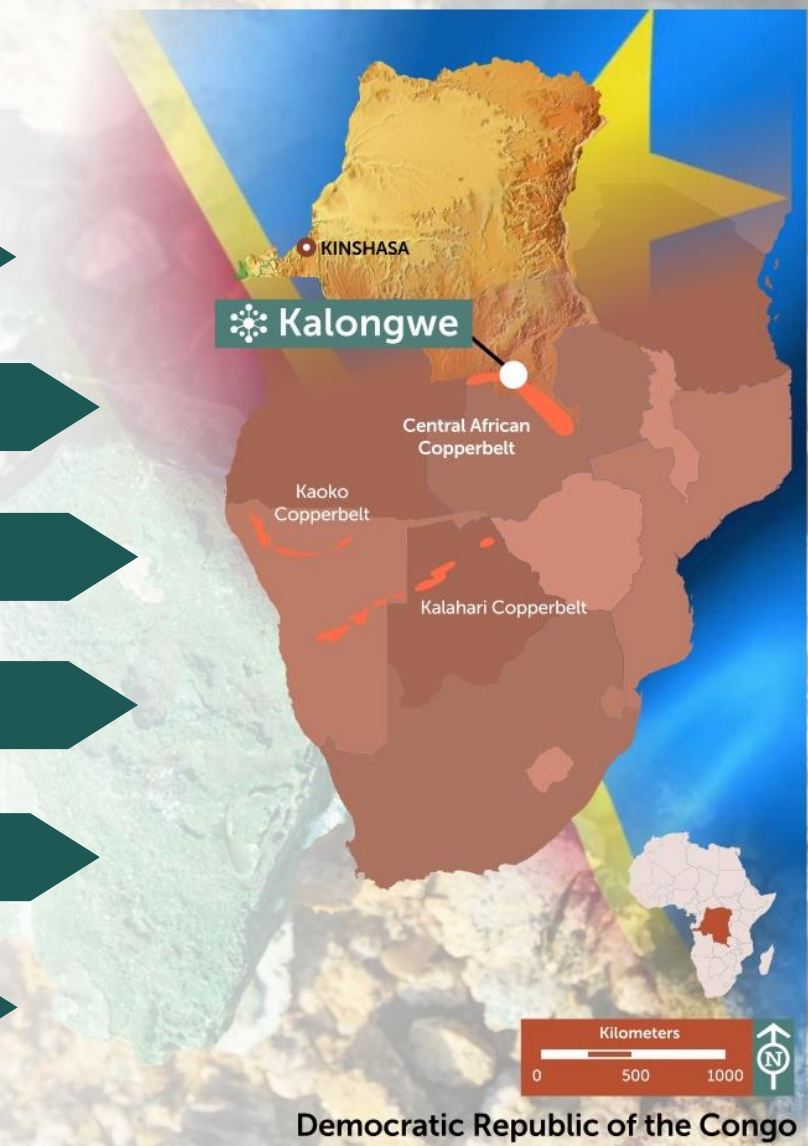 KINSHASA
Kalongwe
Central African
Copperbelt
Kaoko
Copperbelt
Kalahari Copperbelt
Kilometers
0 500 1000
N
Democratic Republic of the Congo